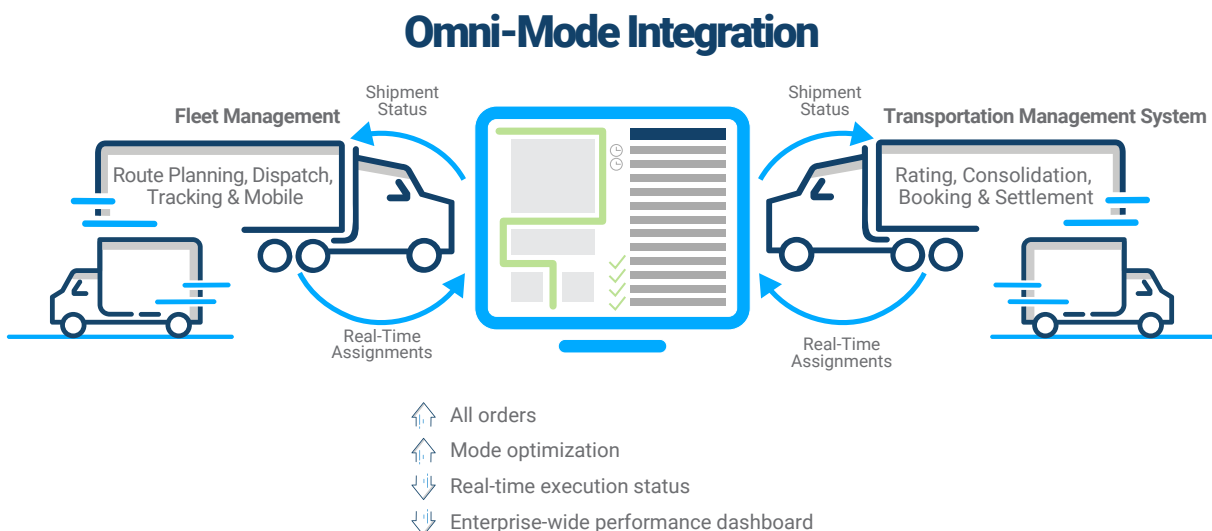 Omni-Mode Integration
Shipment
Status
Fleet Management
Route Planning, Dispatch,
Tracking & Mobile
Real-Time
Assignments
Shipment
Status
Transportation Management System
Rating, Consolidation,
Booking & Settlement
Real-Time
Assignments
All orders
Mode optimization
Real-time execution status
Enterprise-wide performance dashboard